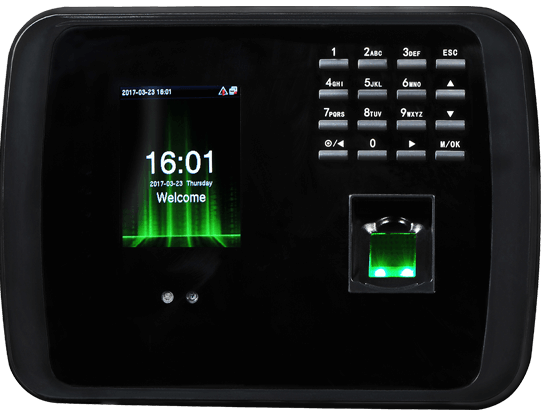 2017-03-23 16:01
16:01
2017-03-23 Thursday
Welcome
1 2ABC 3DEF ESC
4GHI 5JKL 6MNO ▲
7PQRS 8TUV 9WXYZ ▼
⊙/◀ 0 ▶ M/OK